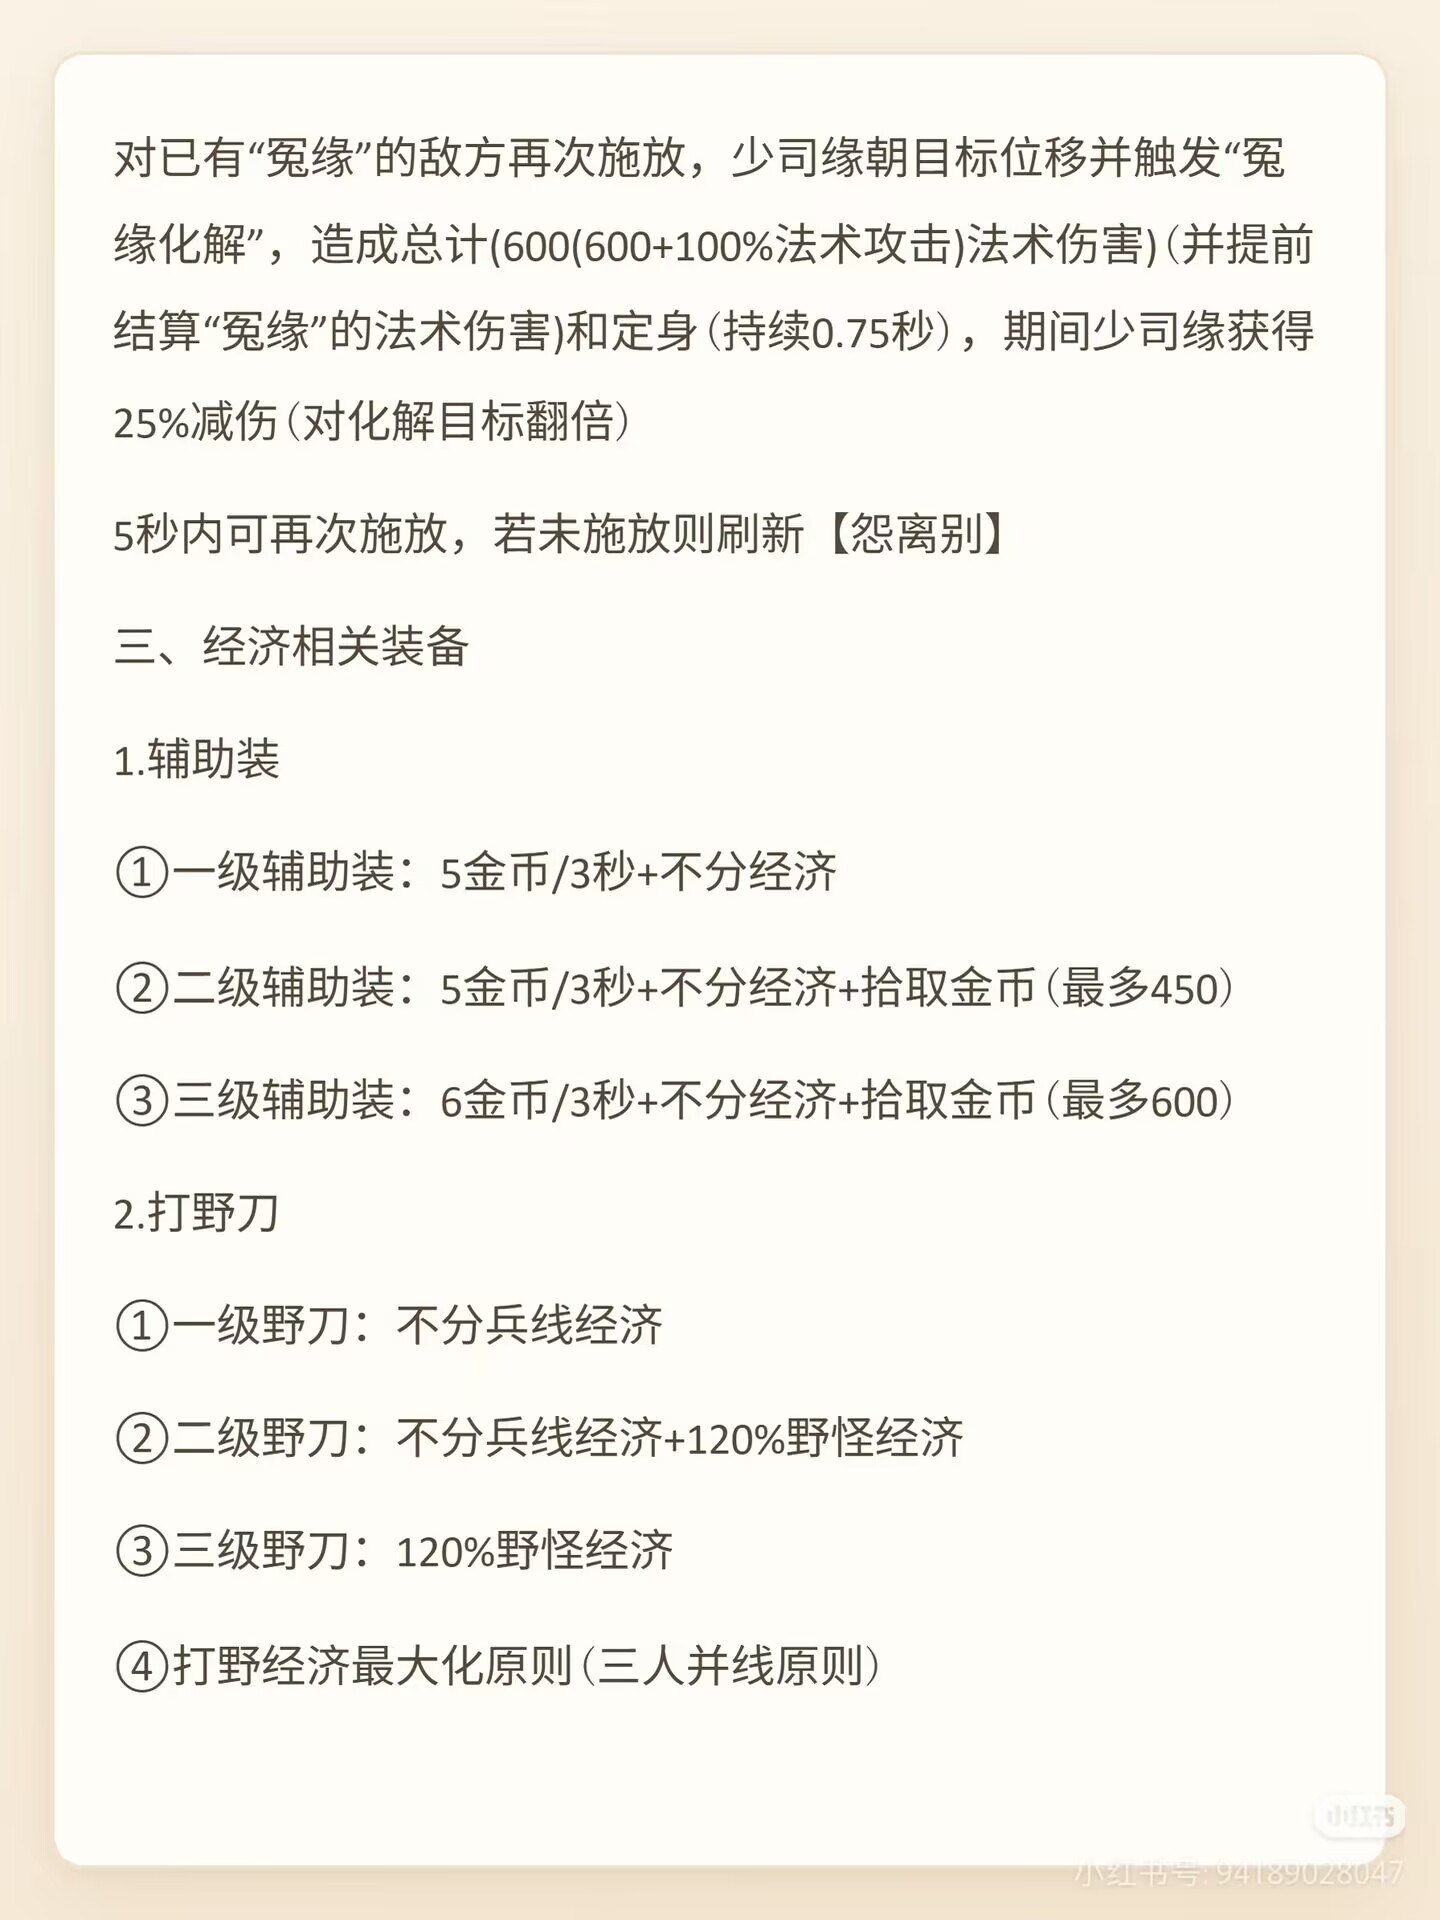 对已有“冤缘”的敌方再次施放，少司缘朝目标位移并触发“冤
缘化解”，造成总计(600(600+100%法术攻击)法术伤害)（并提前
结算“冤缘”的法术伤害)和定身（持续0.75秒），期间少司缘获得
25%减伤（对化解目标翻倍）
5秒内可再次施放，若未施放则刷新【怨离别】
三、经济相关装备
1.辅助装
①一级辅助装：5金币/3秒+不分经济
②二级辅助装：5金币/3秒+不分经济+拾取金币（最多450）
③三级辅助装：6金币/3秒+不分经济+拾取金币（最多600）
2.打野刀
①一级野刀：不分兵线经济
②二级野刀：不分兵线经济+120%野怪经济
③三级野刀：120%野怪经济
④打野经济最大化原则（三人并线原则）
小红书
小红书号: 94189028047